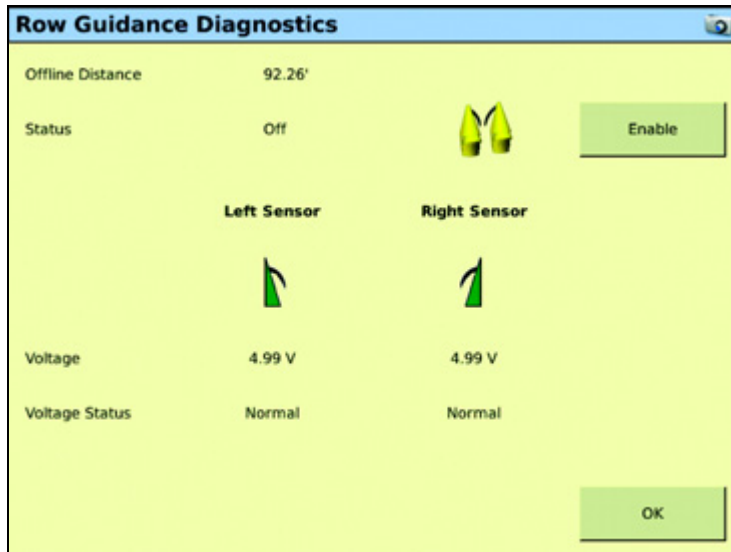 Row Guidance Diagnostics
Offline Distance 92.26'
Status Off Enable
Left Sensor Right Sensor
Voltage 4.99 V 4.99 V
Voltage Status Normal Normal
OK